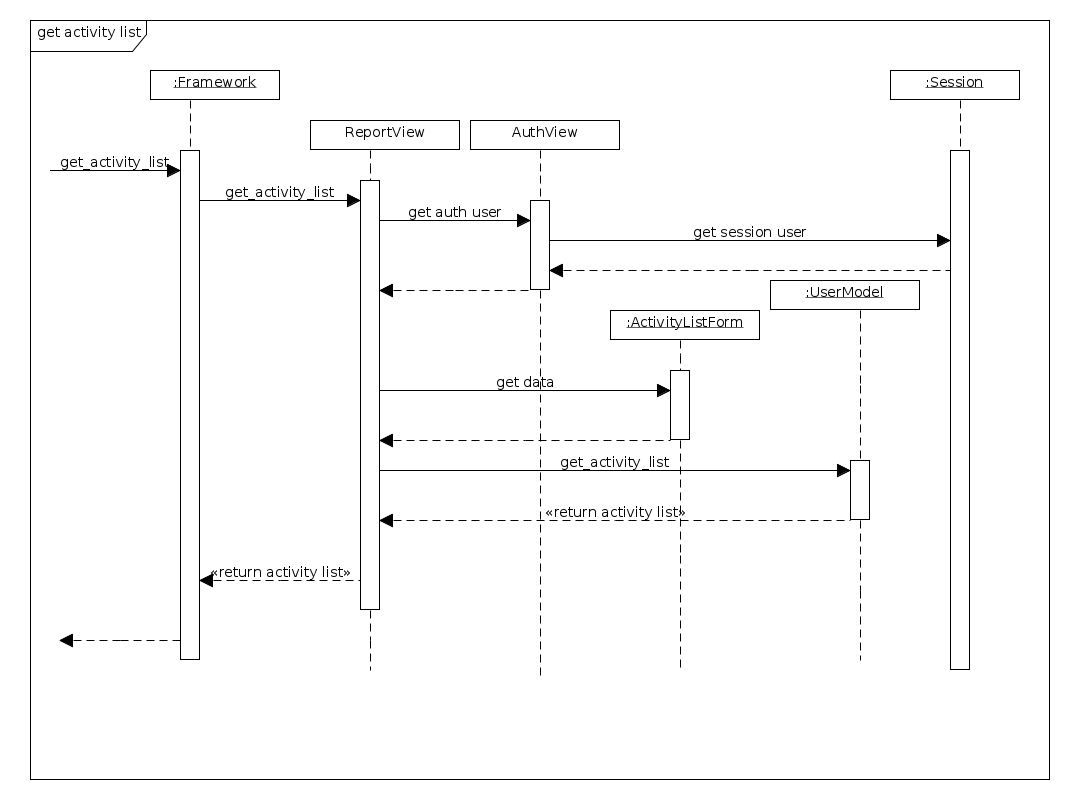 get activity list
:Framework
:Session
ReportView
AuthView
get_activity_list
get_activity_list
get auth user
get session user
:UserModel
:ActivityListForm
get data
get_activity_list
«return activity list»
«return activity list»